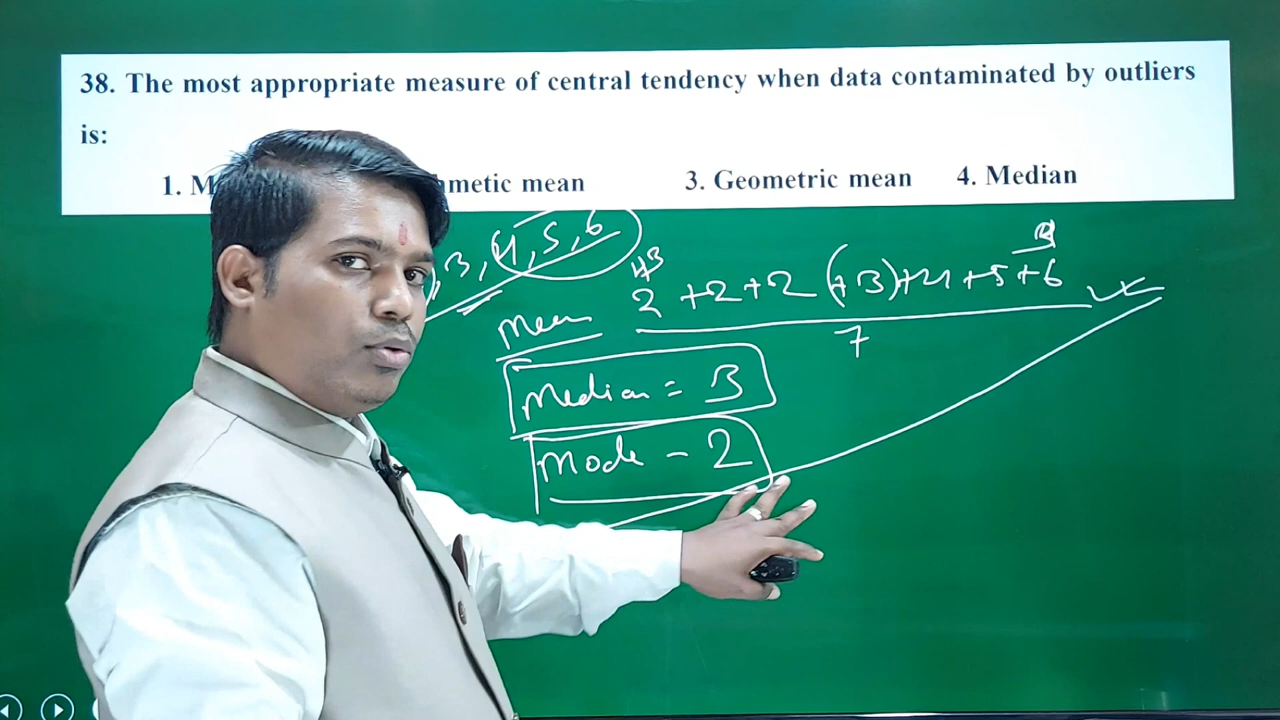 38. The most appropriate measure of central tendency when data contaminated by outliers
is:
1. M metic mean 3. Geometric mean 4. Median
, 3, 4, 5, 6
Mean 2 +2+2 (+3)+4+5+6
7
Median = 3
Mode - 2